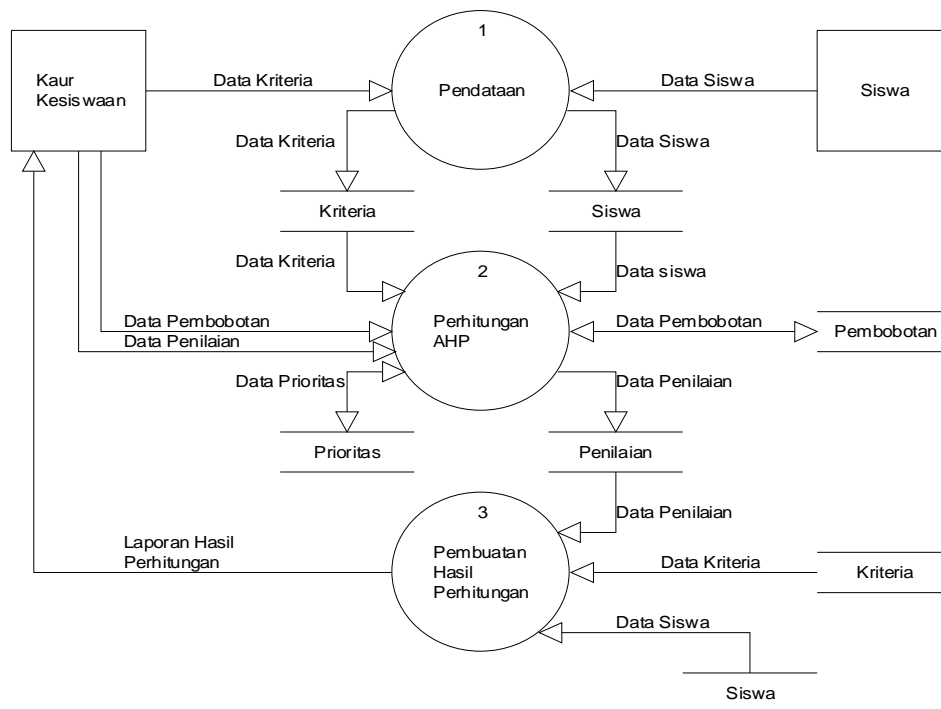 1
Kaur
Kesiswaan
Data Kriteria
Pendataan
Data Siswa
Siswa
Data Kriteria
Data Siswa
Kriteria
Siswa
Data Kriteria
Data siswa
2
Perhitungan
AHP
Data Pembobotan
Data Penilaian
Data Pembobotan
Pembobotan
Data Prioritas
Data Penilaian
Prioritas
Penilaian
3
Data Penilaian
Laporan Hasil
Perhitungan
Pembuatan
Hasil
Perhitungan
Data Kriteria
Kriteria
Data Siswa
Siswa